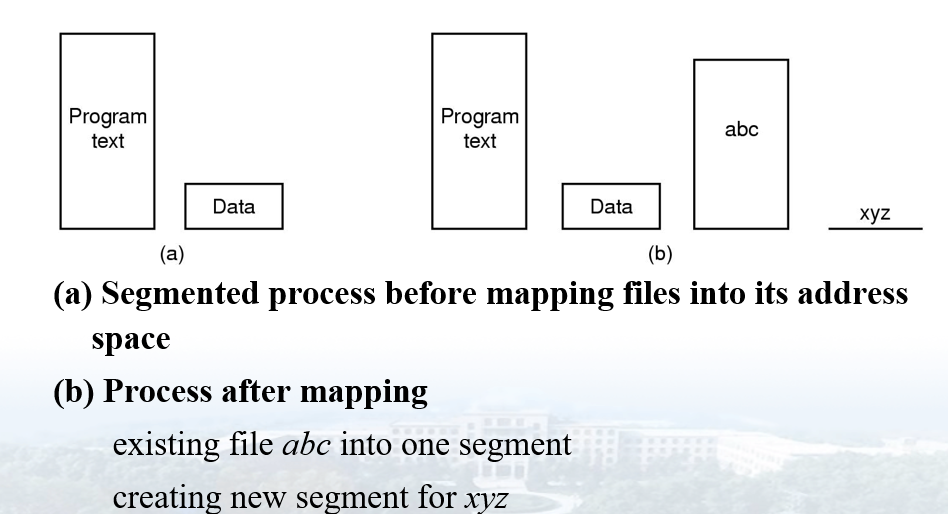 Program
text
Data
(a)
Program
text
Data
abc
xyz
(b)
(a) Segmented process before mapping files into its address
space
(b) Process after mapping
existing file abc into one segment
creating new segment for xyz